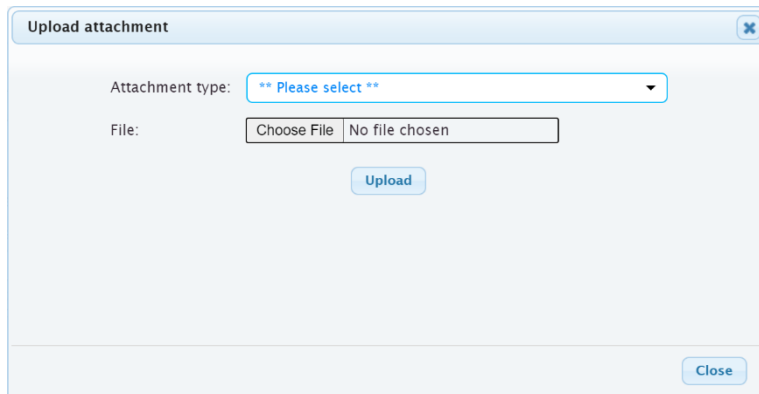 Upload attachment
Attachment type: ** Please select **
File: Choose File No file chosen
Upload
Close